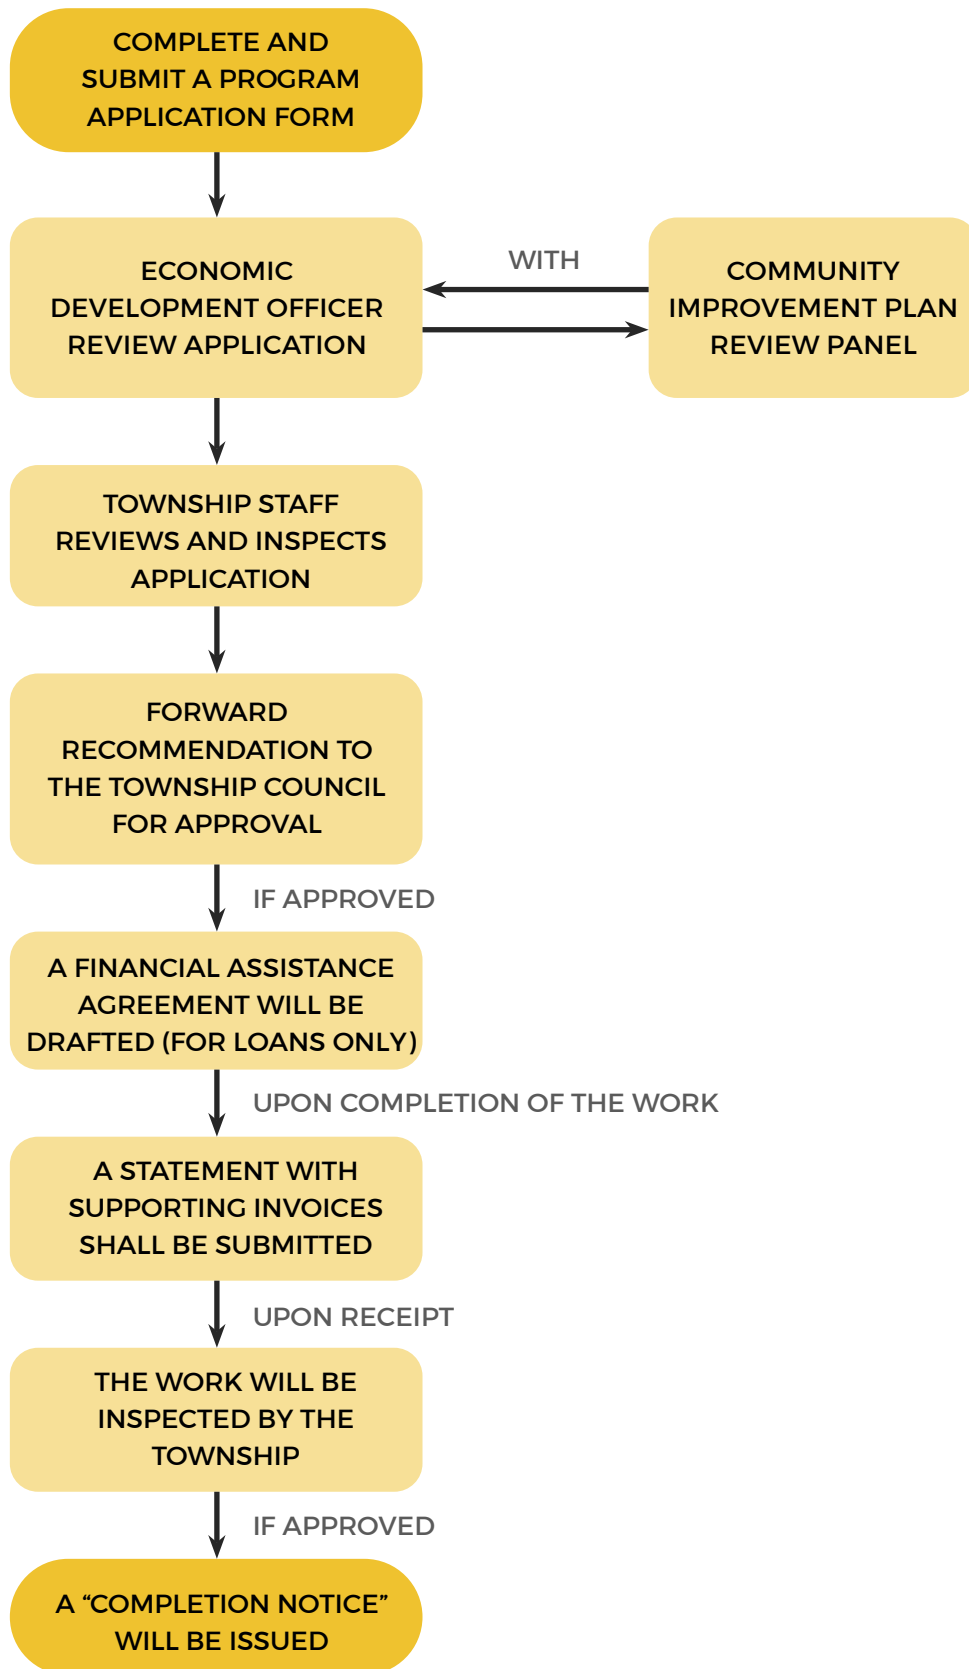 COMPLETE AND
SUBMIT A PROGRAM
APPLICATION FORM
ECONOMIC
DEVELOPMENT OFFICER
REVIEW APPLICATION
WITH
COMMUNITY
IMPROVEMENT PLAN
REVIEW PANEL
TOWNSHIP STAFF
REVIEWS AND INSPECTS
APPLICATION
FORWARD
RECOMMENDATION TO
THE TOWNSHIP COUNCIL
FOR APPROVAL
IF APPROVED
A FINANCIAL ASSISTANCE
AGREEMENT WILL BE
DRAFTED (FOR LOANS ONLY)
UPON COMPLETION OF THE WORK
A STATEMENT WITH
SUPPORTING INVOICES
SHALL BE SUBMITTED
UPON RECEIPT
THE WORK WILL BE
INSPECTED BY THE
TOWNSHIP
IF APPROVED
A “COMPLETION NOTICE”
WILL BE ISSUED